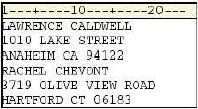 1---+----10---+----20---
LAWRENCE CALDWELL
1010 LAKE STREET
ANAHEIM CA 94122
RACHEL CHEVONT
3719 OLIVE VIEW ROAD
HARTFORD CT 06183